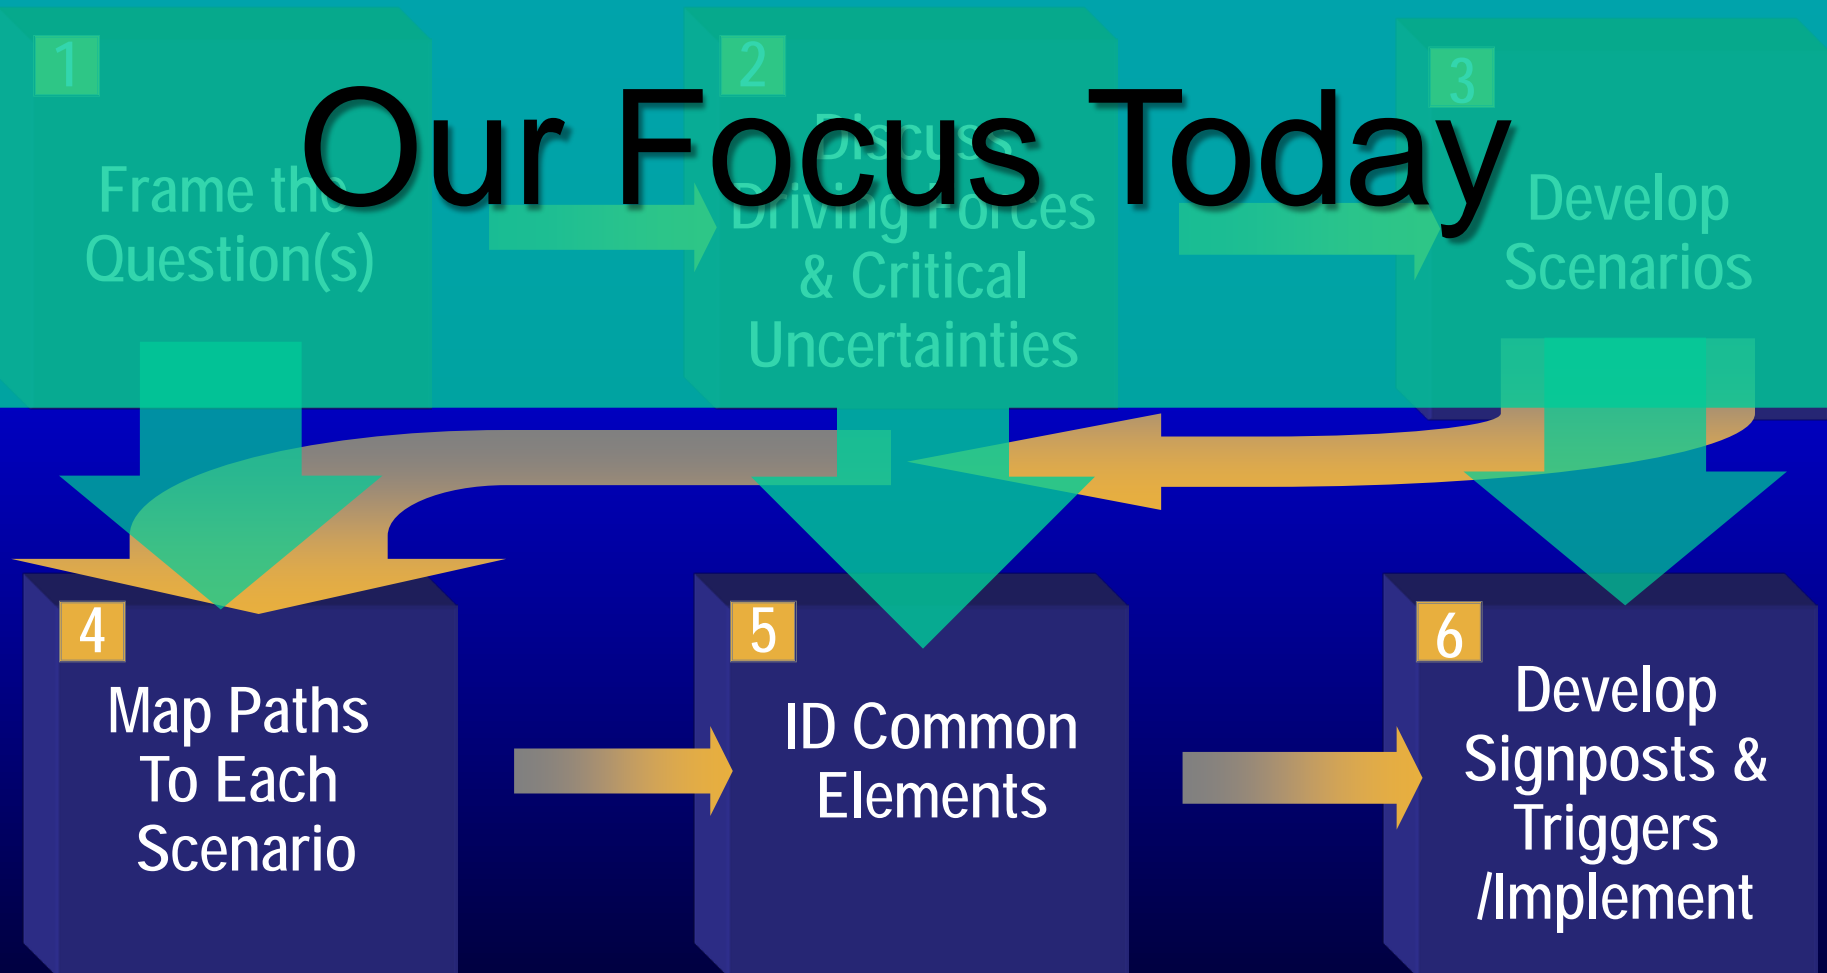 Our Focus Today
1
Frame the
Question(s)
2
Discuss
Driving Forces
& Critical
Uncertainties
3
Develop
Scenarios
4
Map Paths
To Each
Scenario
5
ID Common
Elements
6
Develop
Signposts &
Triggers
/Implement